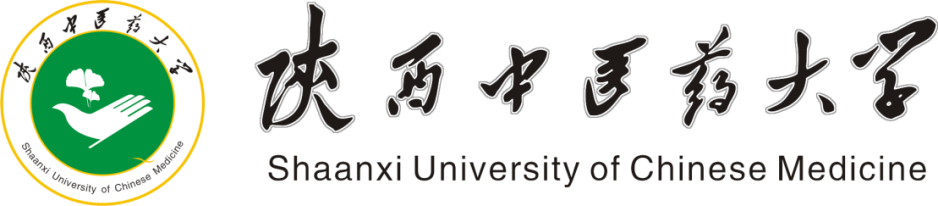 陕西中医药大学
Shaanxi University of Chinese Medicine
陕西中医药大学
Shaanxi University of Chinese Medicine